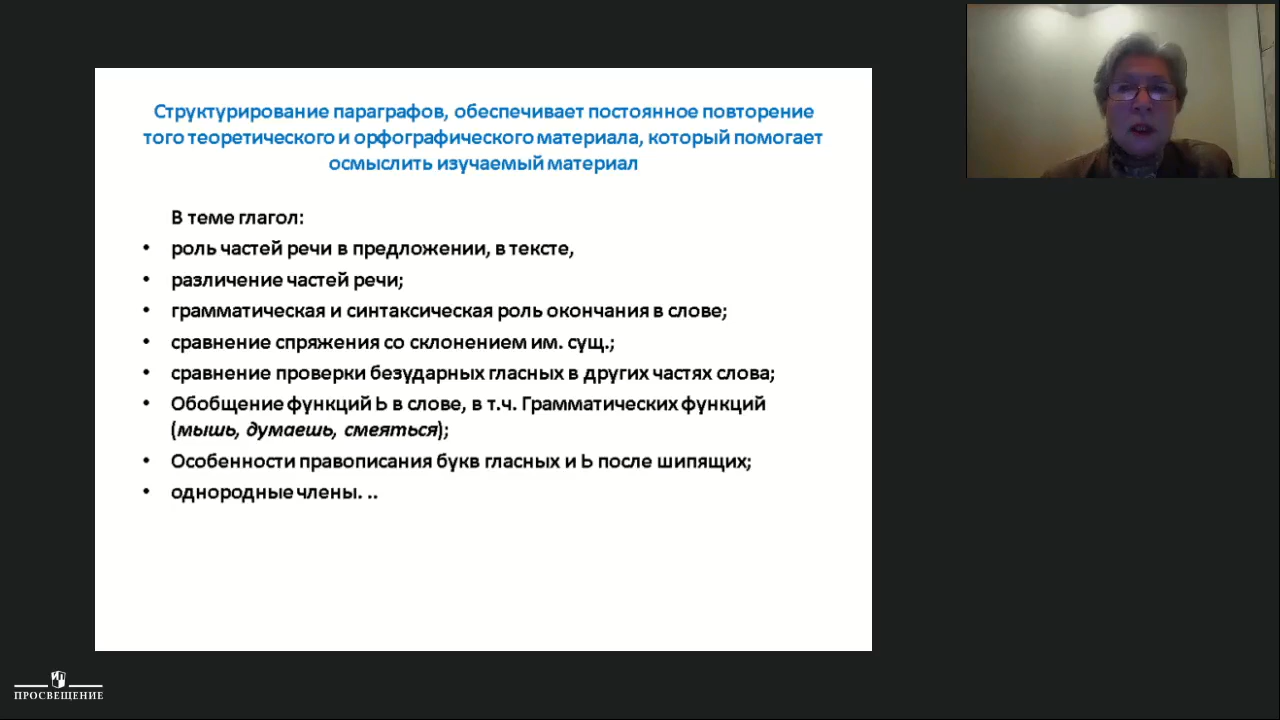 Структурирование параграфов, обеспечивает постоянное повторение
того теоретического и орфографического материала, который помогает
осмыслить изучаемый материал
В теме глагол:
• роль частей речи в предложении, в тексте,
• различение частей речи;
• грамматическая и синтаксическая роль окончания в слове;
• сравнение спряжения со склонением им. сущ.;
• сравнение проверки безударных гласных в других частях слова;
• Обобщение функций Ь в слове, в т.ч. Грамматических функций
(мышь, думаешь, смеяться);
• Особенности правописания букв гласных и Ь после шипящих;
• однородные члены. ..
ПРОСВЕЩЕНИЕ